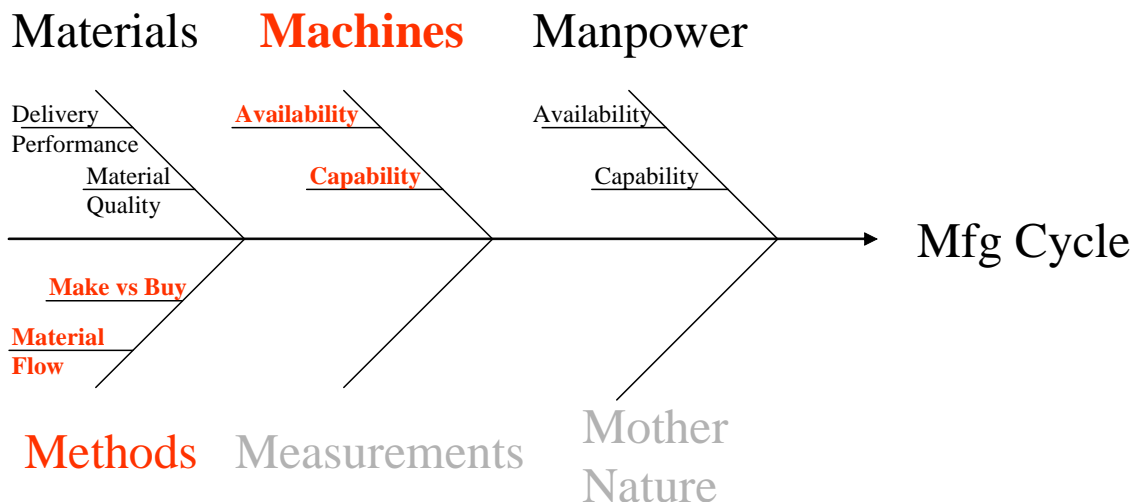 Materials
Machines
Manpower
Delivery
Performance
Material
Quality
Availability
Capability
Availability
Capability
Mfg Cycle
Make vs Buy
Material
Flow
Methods
Measurements
Mother
Nature